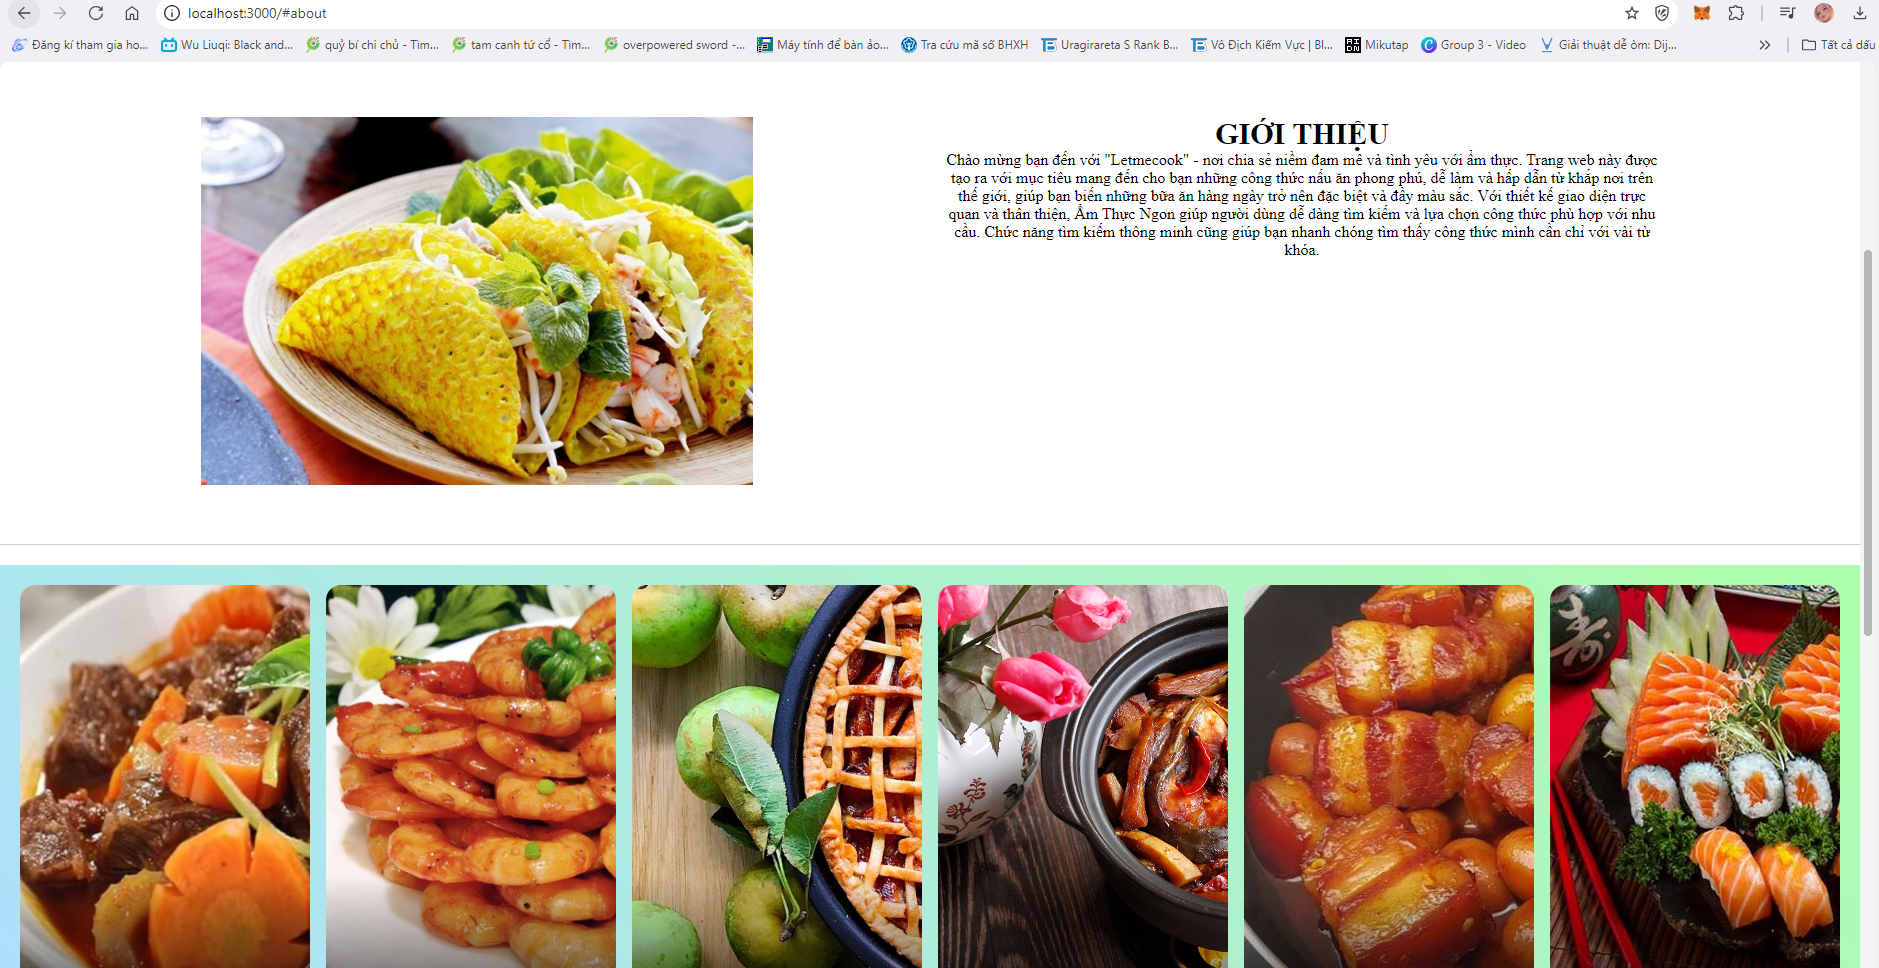 localhost:3000/#about
Đăng kí tham gia ho... Wu Liuqi: Black and... quỷ bí chi chủ - Tìm... tam canh tứ cổ - Tìm... overpowered sword -... Máy tính để bàn ảo... Tra cứu mã số BHXH Uragirareta S Rank B... Vô Địch Kiếm Vực | Bl... Mikutap Group 3 - Video Giải thuật dễ òm: Dij... Tất cả dấu
GIỚI THIỆU
Chào mừng bạn đến với "Letmecook" - nơi chia sẻ niềm đam mê và tình yêu với ẩm thực. Trang web này được
tạo ra với mục tiêu mang đến cho bạn những công thức nấu ăn phong phú, dễ làm và hấp dẫn từ khắp nơi trên
thế giới, giúp bạn biến những bữa ăn hàng ngày trở nên đặc biệt và đầy màu sắc. Với thiết kế giao diện trực
quan và thân thiện, Ẩm Thực Ngon giúp người dùng dễ dàng tìm kiếm và lựa chọn công thức phù hợp với nhu
cầu. Chức năng tìm kiếm thông minh cũng giúp bạn nhanh chóng tìm thấy công thức mình cần chỉ với vài từ
khóa.